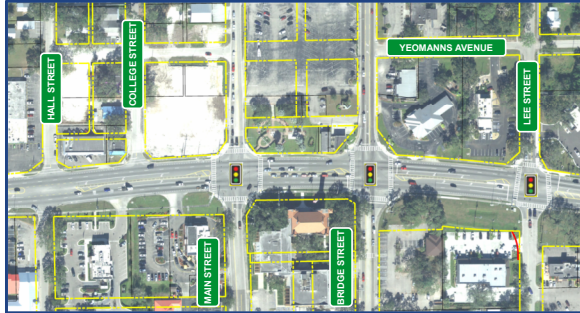 HALL STREET
COLLEGE STREET
YEOMANNS AVENUE
LEE STREET
MAIN STREET
BRIDGE STREET